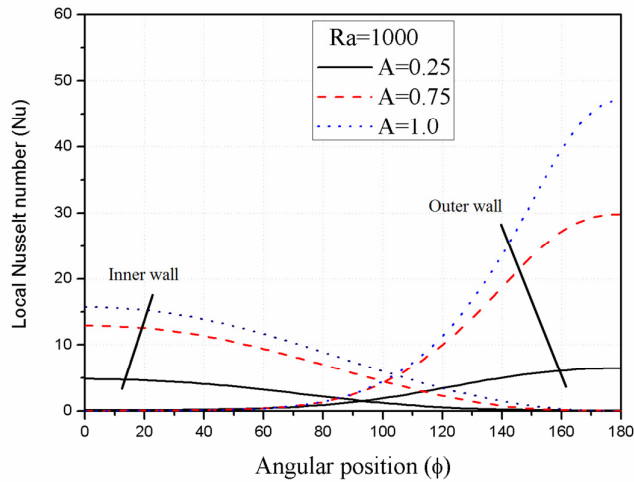 60
50
40
30
20
10
0
Local Nusselt number (Nu)
Ra=1000
A=0.25
A=0.75
A=1.0
Outer wall
Inner wall
0 20 40 60 80 100 120 140 160 180
Angular position (ϕ)